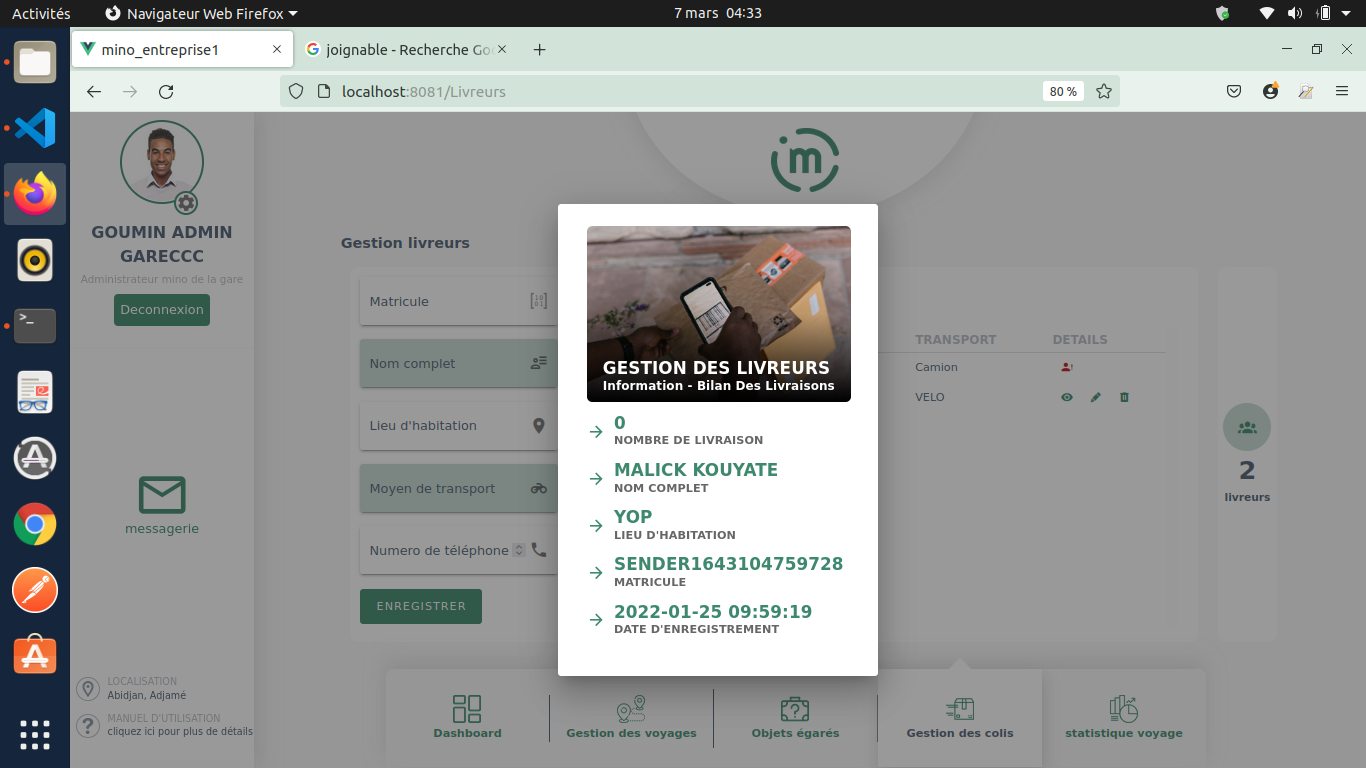 Activités
Navigateur Web Firefox
7 mars 04:33
mino_entreprise1
joignable - Recherche Goo
localhost:8081/Livreurs
80 %
GOUMIN ADMIN
GARECCC
Administrateur mino de la gare
Deconnexion
messagerie
LOCALISATION
Abidjan, Adjamé
MANUEL D'UTILISATION
cliquez ici pour plus de détails
im
Gestion livreurs
Matricule
Nom complet
Lieu d'habitation
Moyen de transport
Numero de téléphone
ENREGISTRER
GESTION DES LIVREURS
Information - Bilan Des Livraisons
0
NOMBRE DE LIVRAISON
MALICK KOUYATE
NOM COMPLET
YOP
LIEU D'HABITATION
SENDER1643104759728
MATRICULE
2022-01-25 09:59:19
DATE D'ENREGISTREMENT
TRANSPORT DETAILS
Camion
VELO
2
livreurs
Dashboard
Gestion des voyages
Objets égarés
Gestion des colis
statistique voyage